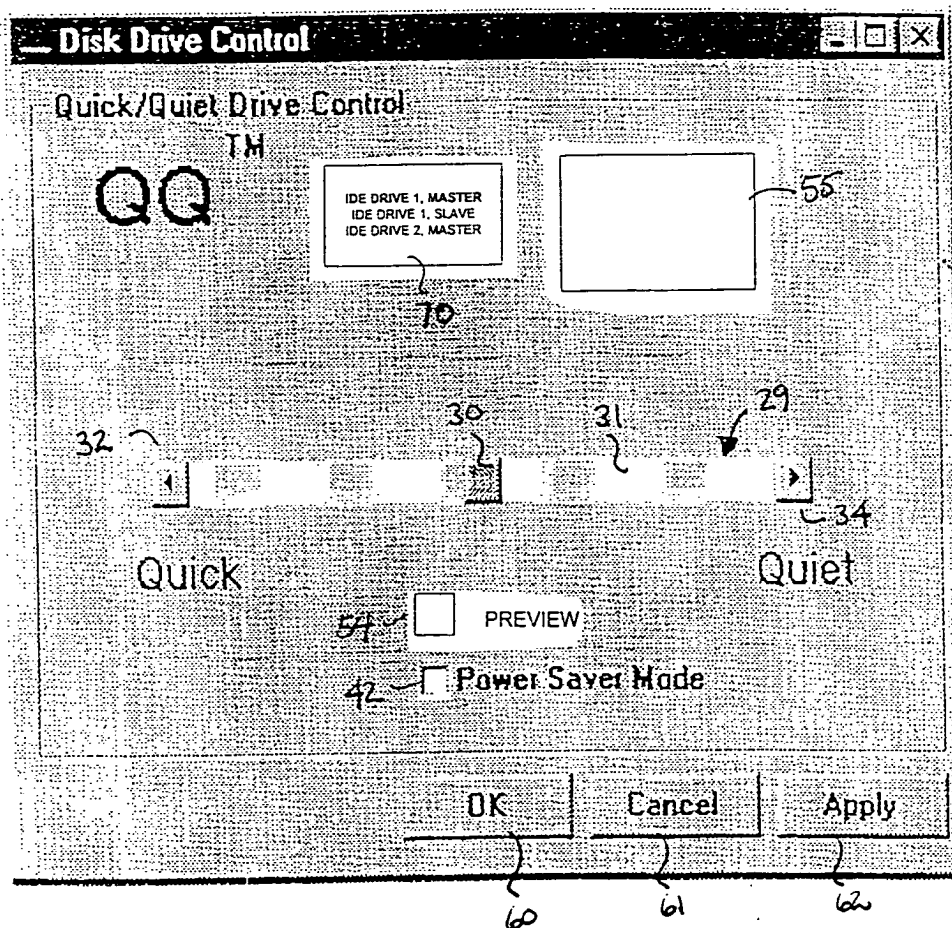 Disk Drive Control
Quick/Quiet Drive Control
TM
QQ
IDE DRIVE 1, MASTER
IDE DRIVE 1, SLAVE
IDE DRIVE 2, MASTER
55
70
32
30
31
29
34
Quick
Quiet
54
PREVIEW
42
Power Saver Mode
OK
Cancel
Apply
60
61
62